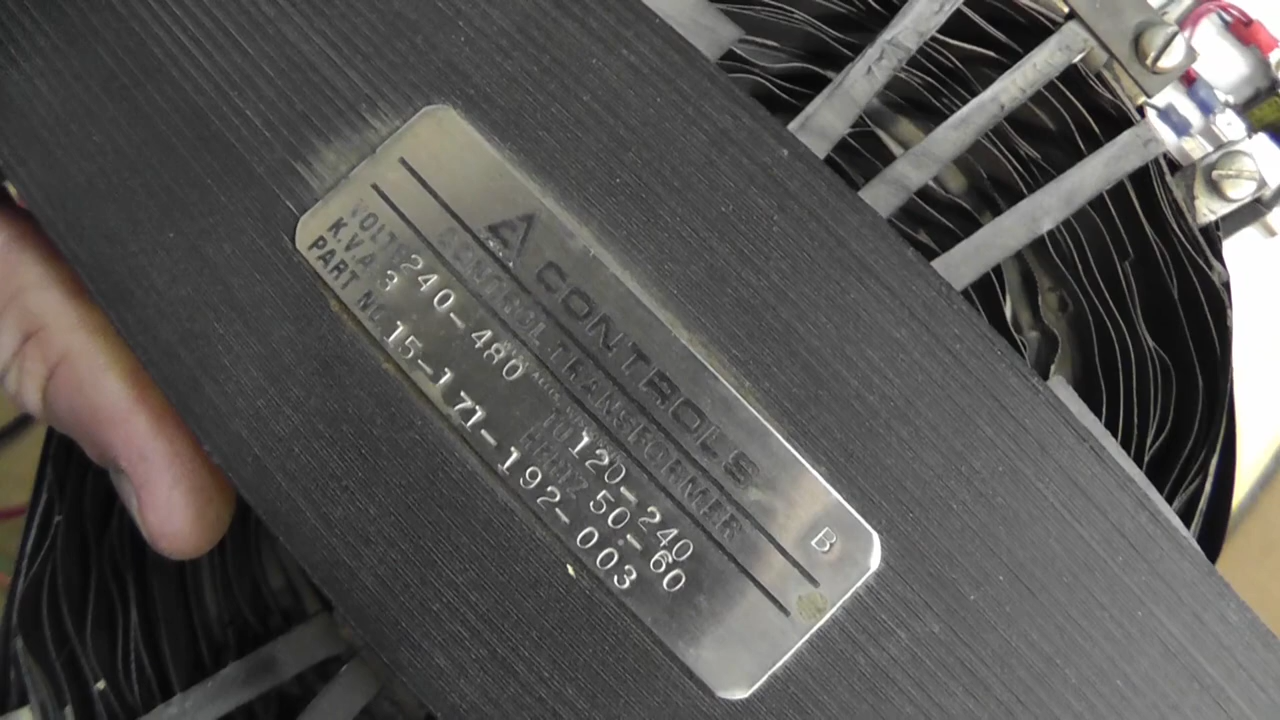 A CONTROLS
CONTROL TRANSFORMER
VOLTS 240-480 TO 120-240
K.V.A. 3 HERTZ 50-60
PART NO. 15-171-192-003
B